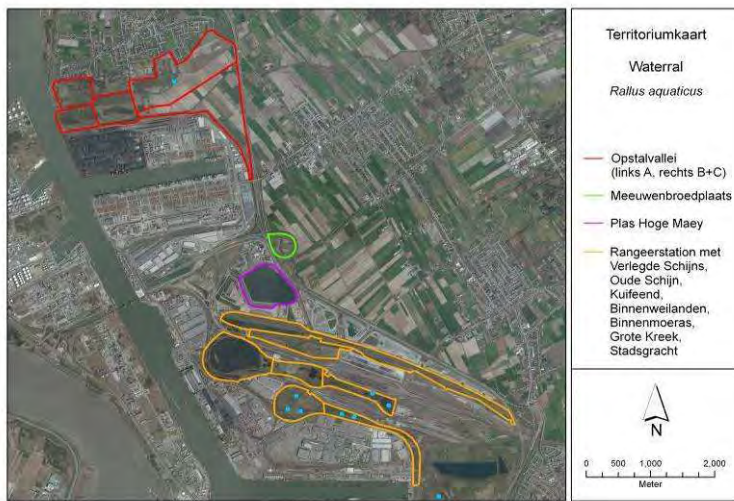 Territoriumkaart
Waterral
Rallus aquaticus
Opstalvallei
(links A, rechts B+C)
Meeuwenbroedplaats
Plas Hoge Maey
Rangeerstation met
Verlegde Schijns,
Oude Schijn,
Kuifeend,
Binnenweilanden,
Binnenmoeras,
Grote Kreek,
Stadsgracht
N
0 500 1,000 2,000
Meter